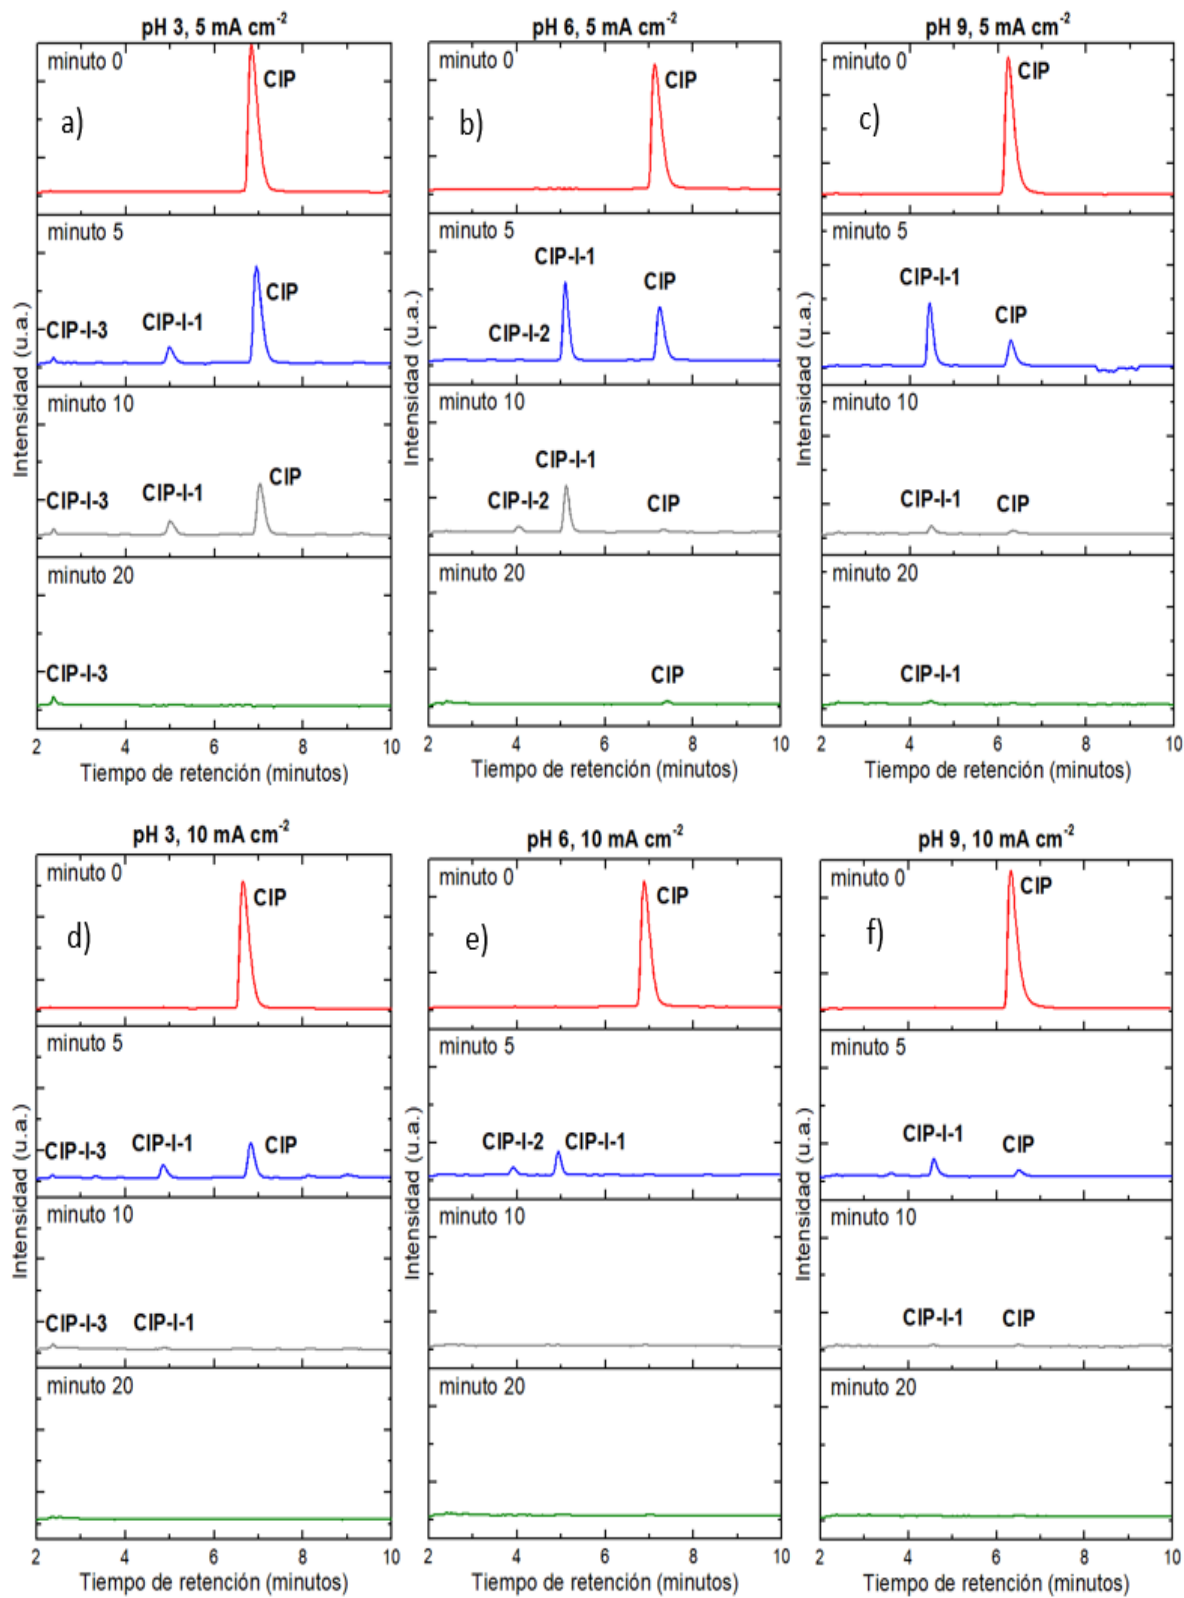 pH 3, 5 mA cm⁻²
minuto 0
CIP
a)
minuto 5
CIP-I-3
CIP-I-1
CIP
minuto 10
CIP-I-3
CIP-I-1
CIP
minuto 20
CIP-I-3
Intensidad (u.a.)
2 4 6 8 10
Tiempo de retención (minutos)
pH 6, 5 mA cm⁻²
minuto 0
CIP
b)
minuto 5
CIP-I-1
CIP
CIP-I-2
minuto 10
CIP-I-1
CIP-I-2
CIP
minuto 20
CIP
Intensidad (u.a.)
2 4 6 8 10
Tiempo de retención (minutos)
pH 9, 5 mA cm⁻²
minuto 0
CIP
c)
minuto 5
CIP-I-1
CIP
minuto 10
CIP-I-1
CIP
minuto 20
CIP-I-1
Intensidad (u.a.)
2 4 6 8 10
Tiempo de retención (minutos)
pH 3, 10 mA cm⁻²
minuto 0
CIP
d)
minuto 5
CIP-I-3
CIP-I-1
CIP
minuto 10
CIP-I-3
CIP-I-1
minuto 20
Intensidad (u.a.)
2 4 6 8 10
Tiempo de retención (minutos)
pH 6, 10 mA cm⁻²
minuto 0
CIP
e)
minuto 5
CIP-I-2
CIP-I-1
minuto 10
minuto 20
Intensidad (u.a.)
2 4 6 8 10
Tiempo de retención (minutos)
pH 9, 10 mA cm⁻²
minuto 0
CIP
f)
minuto 5
CIP-I-1
CIP
minuto 10
CIP-I-1
CIP
minuto 20
Intensidad (u.a.)
2 4 6 8 10
Tiempo de retención (minutos)